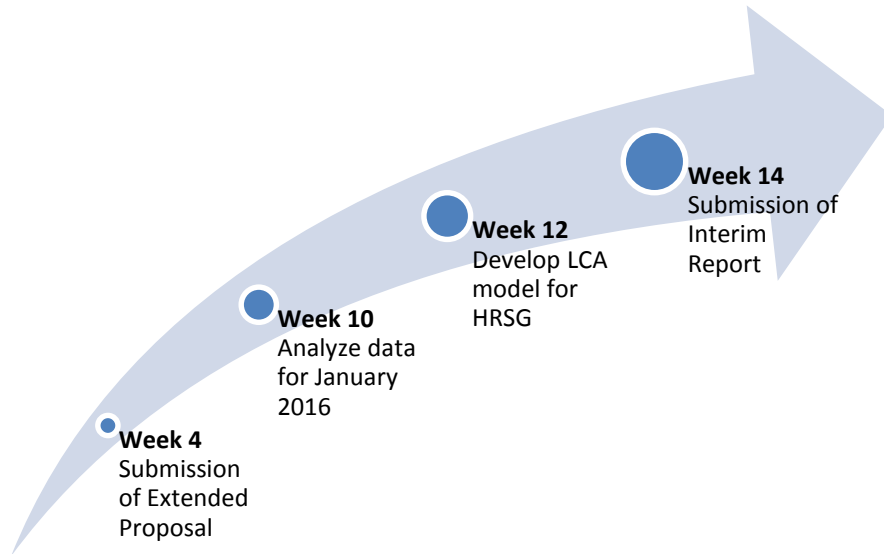 Week 4
Submission
of Extended
Proposal
Week 10
Analyze data
for January
2016
Week 12
Develop LCA
model for
HRSG
Week 14
Submission of
Interim
Report